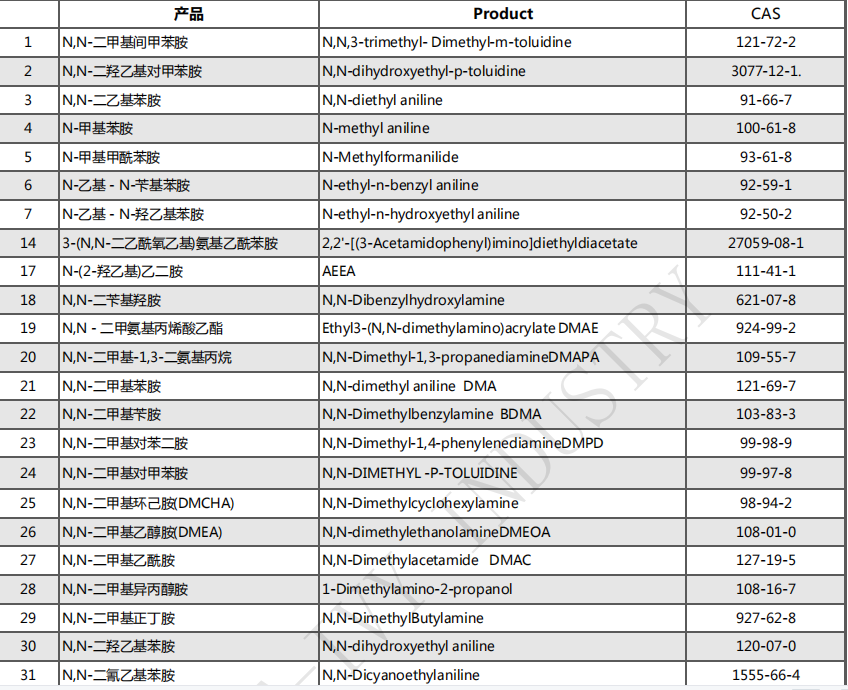 产品 Product CAS
1 N,N-二甲基间甲苯胺 N,N,3-trimethyl- Dimethyl-m-toluidine 121-72-2
2 N,N-二羟乙基对甲苯胺 N,N-dihydroxyethyl-p-toluidine 3077-12-1.
3 N,N-二乙基苯胺 N,N-diethyl aniline 91-66-7
4 N-甲基苯胺 N-methyl aniline 100-61-8
5 N-甲基甲酰苯胺 N-Methylformanilide 93-61-8
6 N-乙基 - N-苄基苯胺 N-ethyl-n-benzyl aniline 92-59-1
7 N-乙基 - N-羟乙基苯胺 N-ethyl-n-hydroxyethyl aniline 92-50-2
14 3-(N,N-二乙酰氧乙基)氨基乙酰苯胺 2,2'-[(3-Acetamidophenyl)imino]diethyldiacetate 27059-08-1
17 N-(2-羟乙基)乙二胺 AEEA 111-41-1
18 N,N-二苄基羟胺 N,N-Dibenzylhydroxylamine 621-07-8
19 N,N - 二甲氨基丙烯酸乙酯 Ethyl3-(N,N-dimethylamino)acrylate DMAE 924-99-2
20 N,N-二甲基-1,3-二氨基丙烷 N,N-Dimethyl-1,3-propanediamineDMAPA 109-55-7
21 N,N-二甲基苯胺 N,N-dimethyl aniline DMA 121-69-7
22 N,N-二甲基苄胺 N,N-Dimethylbenzylamine BDMA 103-83-3
23 N,N-二甲基对苯二胺 N,N-Dimethyl-1,4-phenylenediamineDMPD 99-98-9
24 N,N-二甲基对甲苯胺 N,N-DIMETHYL -P-TOLUIDINE 99-97-8
25 N,N-二甲基环己胺(DMCHA) N,N-Dimethylcyclohexylamine 98-94-2
26 N,N-二甲基乙醇胺(DMEA) N,N-dimethylethanolamineDMEOA 108-01-0
27 N,N-二甲基乙酰胺 N,N-Dimethylacetamide DMAC 127-19-5
28 N,N-二甲基异丙醇胺 1-Dimethylamino-2-propanol 108-16-7
29 N,N-二甲基正丁胺 N,N-DimethylButylamine 927-62-8
30 N,N-二羟乙基苯胺 N,N-dihydroxyethyl aniline 120-07-0
31 N,N-二氰乙基苯胺 N,N-Dicyanoethylaniline 1555-66-4
-IVY INDUSTRY